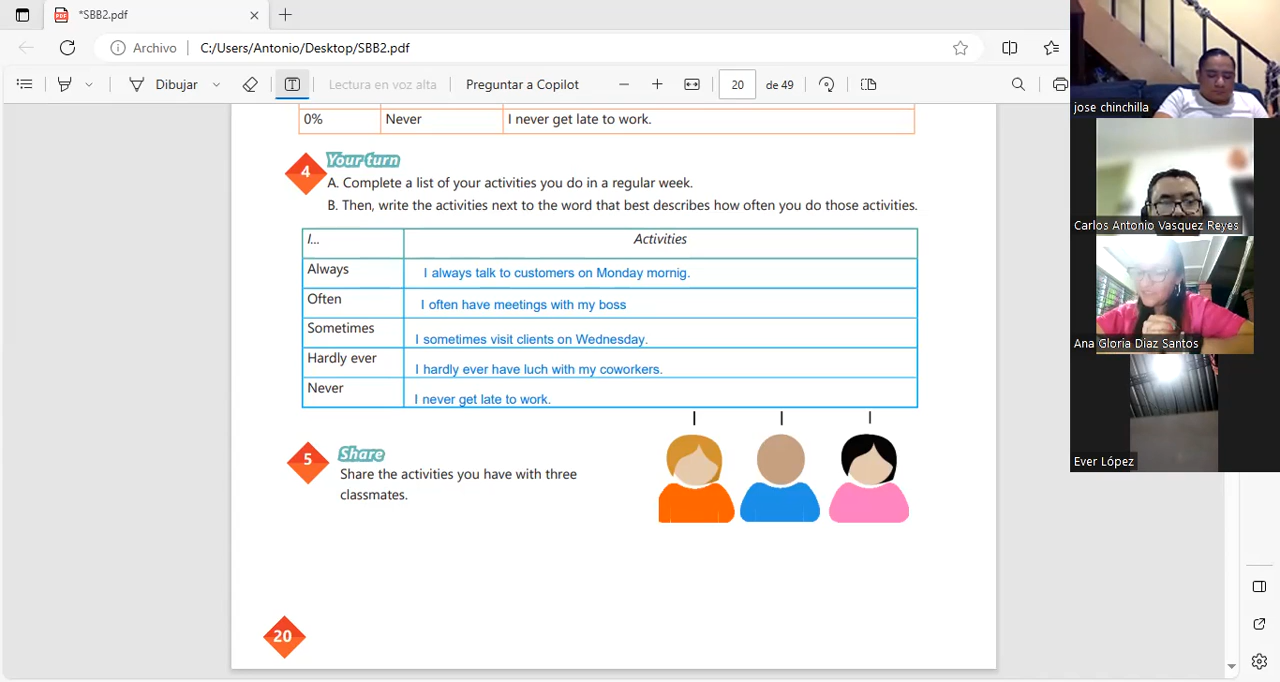 *SBB2.pdf
Archivo
C:/Users/Antonio/Desktop/SBB2.pdf
Dibujar
Lectura en voz alta
Preguntar a Copilot
20
de 49
0% Never I never get late to work.
4
Your turn
A. Complete a list of your activities you do in a regular week.
B. Then, write the activities next to the word that best describes how often you do those activities.
I... Activities
Always I always talk to customers on Monday mornig.
Often I often have meetings with my boss
Sometimes I sometimes visit clients on Wednesday.
Hardly ever I hardly ever have luch with my coworkers.
Never I never get late to work.
5
Share
Share the activities you have with three
classmates.
20
jose chinchilla
Carlos Antonio Vasquez Reyes
Ana Gloria Diaz Santos
Ever López